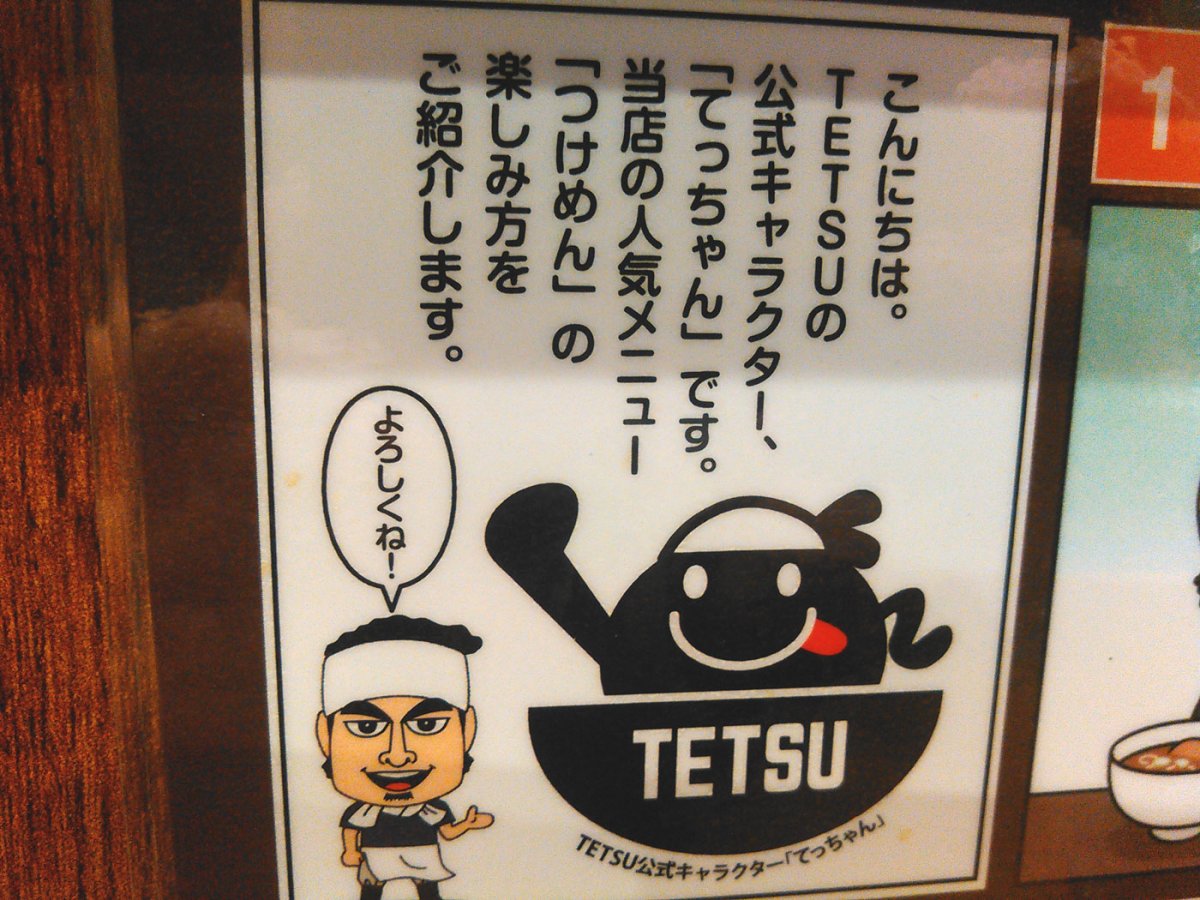 こんにちは。
TETSUの
公式キャラクター、
「てっちゃん」です。
当店の人気メニュー
「つけめん」の
楽しみ方を
ご紹介します。
よろしくね！
TETSU
TETSU公式キャラクター「てっちゃん」
1